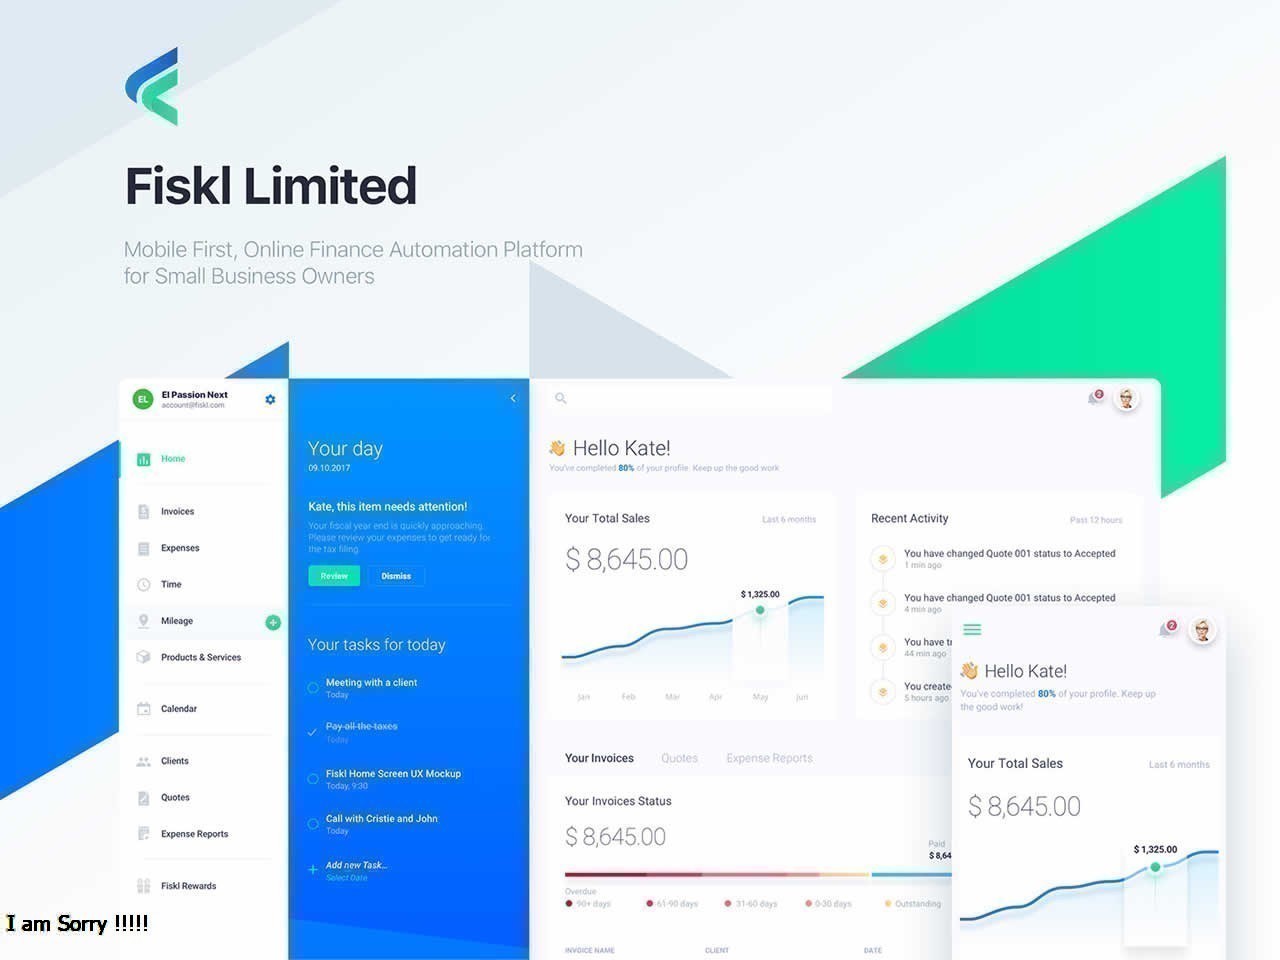 Fiskl Limited
Mobile First, Online Finance Automation Platform
for Small Business Owners
EL
El Passion Next
account@fiskl.com
Home
Invoices
Expenses
Time
Mileage
Products & Services
Calendar
Clients
Quotes
Expense Reports
Fiskl Rewards
I am Sorry !!!!!
Your day
09.10.2017
Kate, this item needs attention!
Your fiscal year end is quickly approaching.
Please review your expenses to get ready for
the tax filing.
Review
Dismiss
Your tasks for today
Meeting with a client
Today
Pay all the taxes
Today
Fiskl Home Screen UX Mockup
Today, 9:30
Call with Cristie and John
Today
Add new Task...
Select Date
2
👋 Hello Kate!
You've completed 80% of your profile. Keep up the good work
Your Total Sales
Last 6 months
$ 8,645.00
$ 1,325.00
Jan Feb Mar Apr May Jun
Recent Activity
Past 12 hours
You have changed Quote 001 status to Accepted
1 min ago
You have changed Quote 001 status to Accepted
4 min ago
You have tr
44 min ago
You create
5 hours ago
Your Invoices
Quotes
Expense Reports
Your Invoices Status
$ 8,645.00
Paid
$ 8,64
Overdue
90+ days
61-90 days
31-60 days
0-30 days
Outstanding
INVOICE NAME
CLIENT
DATE
2
👋 Hello Kate!
You've completed 80% of your profile. Keep up
the good work!
Your Total Sales
Last 6 months
$ 8,645.00
$ 1,325.00